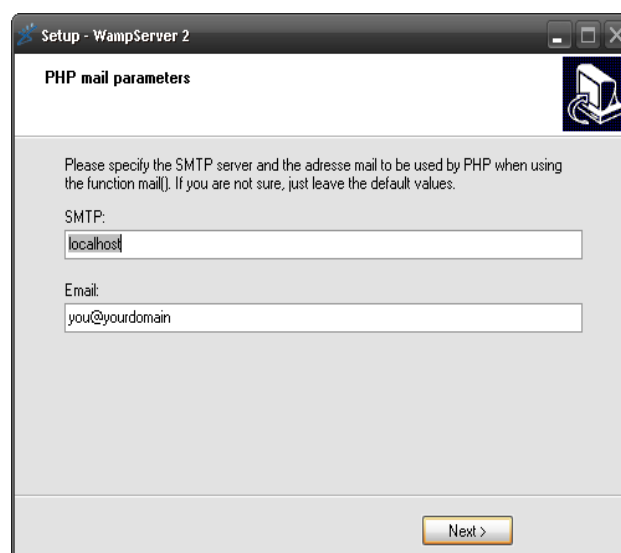 Setup - WampServer 2
PHP mail parameters
Please specify the SMTP server and the adresse mail to be used by PHP when using
the function mail(). If you are not sure, just leave the default values.
SMTP:
localhost
Email:
you@yourdomain
Next >